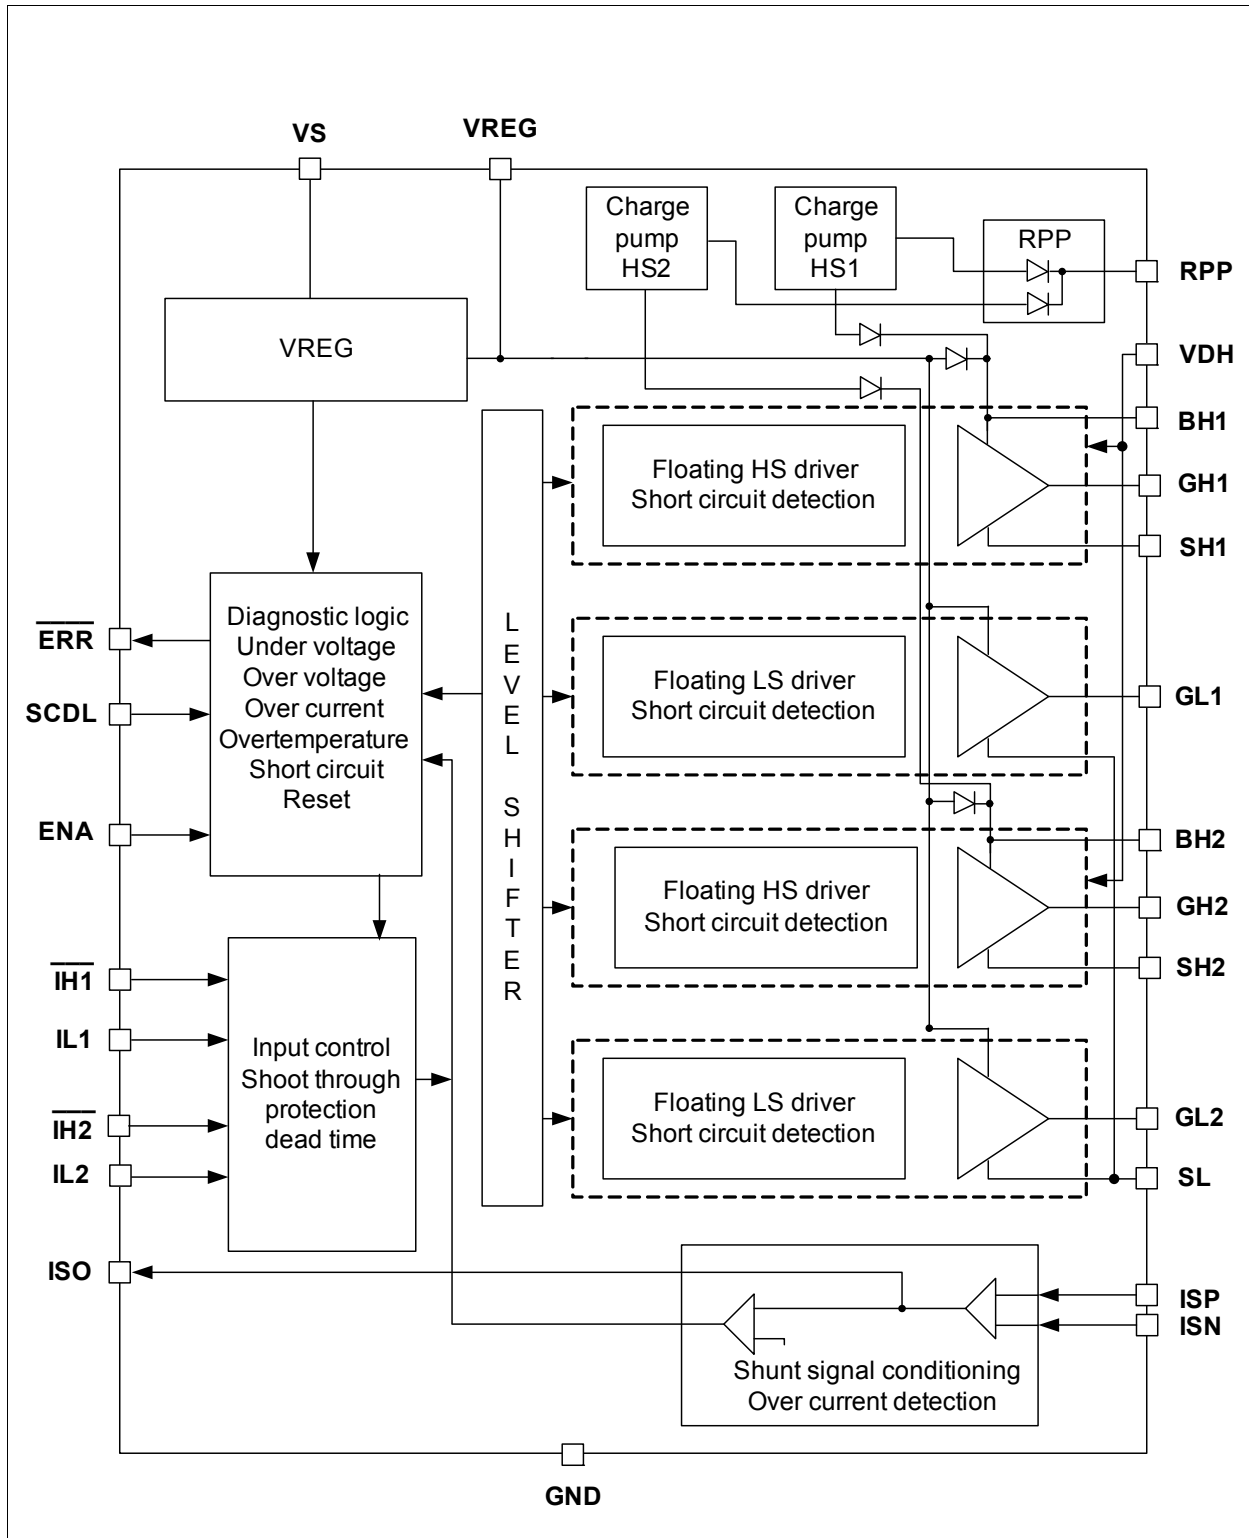 VS
VREG
Charge
pump
HS2
Charge
pump
HS1
RPP
RPP
VREG
VDH
BH1
Floating HS driver
Short circuit detection
GH1
SH1
Diagnostic logic
Under voltage
Over voltage
Over current
Overtemperature
Short circuit
Reset
ERR
SCDL
ENA
LEVEL SHIFTER
Floating LS driver
Short circuit detection
GL1
BH2
Floating HS driver
Short circuit detection
GH2
SH2
IH1
IL1
IH2
IL2
Input control
Shoot through
protection
dead time
Floating LS driver
Short circuit detection
GL2
SL
ISO
ISP
ISN
Shunt signal conditioning
Over current detection
GND